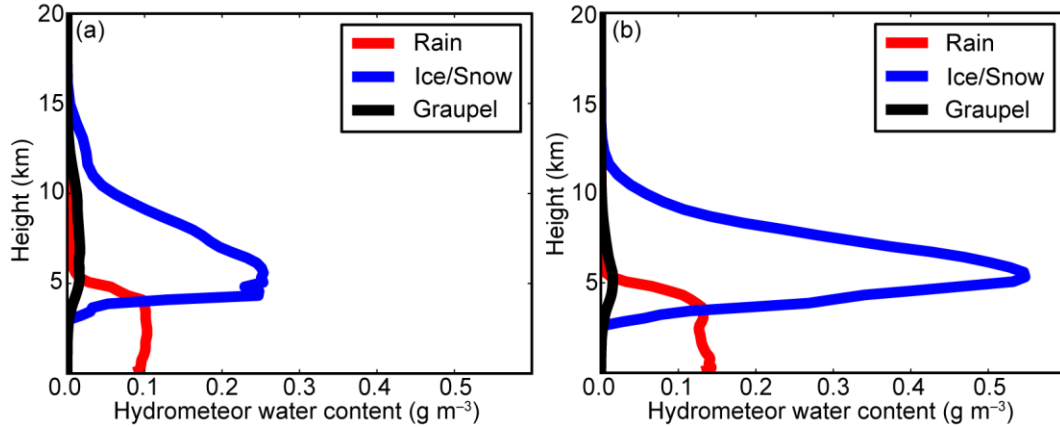 (a)
Rain
Ice/Snow
Graupel
Height (km)
20
15
10
5
0.0 0.1 0.2 0.3 0.4 0.5
Hydrometeor water content (g m⁻³)
(b)
Rain
Ice/Snow
Graupel
Height (km)
20
15
10
5
0.0 0.1 0.2 0.3 0.4 0.5
Hydrometeor water content (g m⁻³)